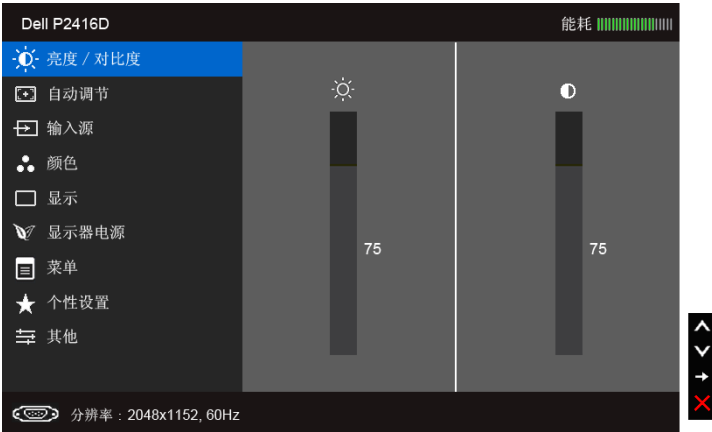 Dell P2416D
能耗
亮度 / 对比度
自动调节
输入源
颜色
显示
显示器电源
菜单
个性设置
其他
75
75
分辨率 : 2048x1152, 60Hz